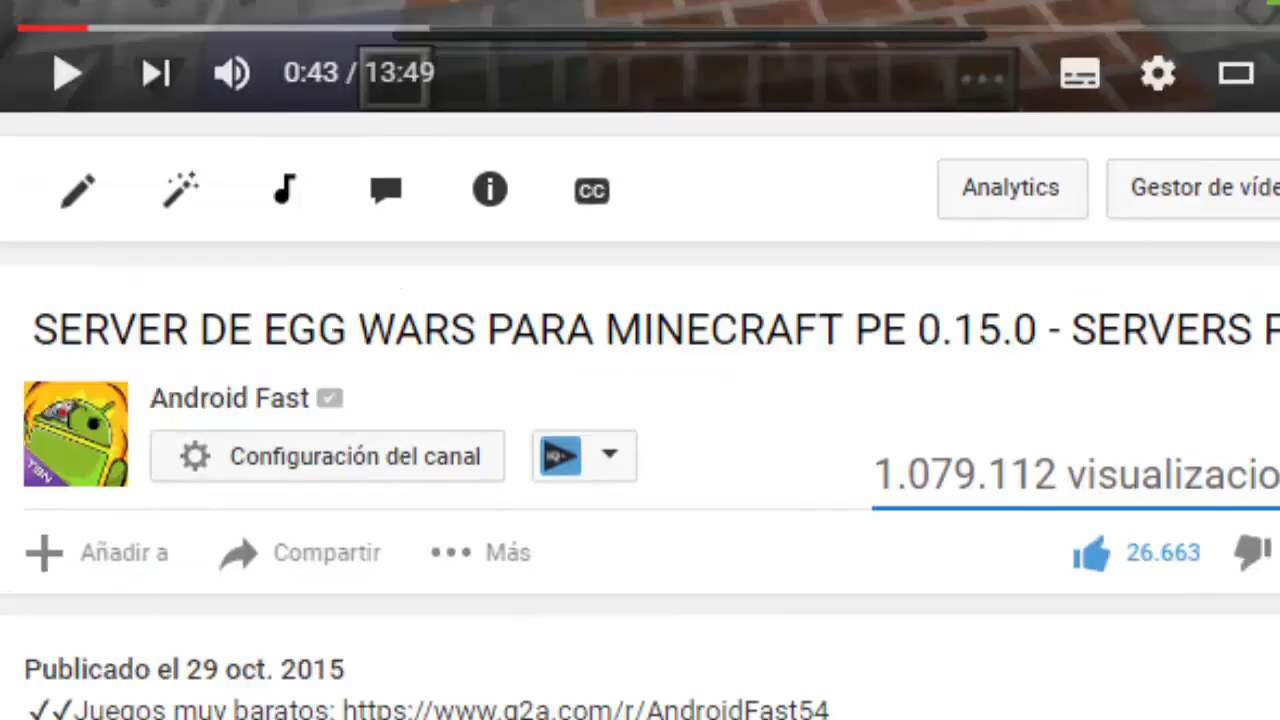 0:43 / 13:49
CC
Analytics
Gestor de víde
SERVER DE EGG WARS PARA MINECRAFT PE 0.15.0 - SERVERS P
Android Fast
TGN
Configuración del canal
1.079.112 visualizacio
Añadir a
Compartir
Más
26.663
Publicado el 29 oct. 2015
✓✓Juegos muy baratos: https://www.g2a.com/r/AndroidFast54